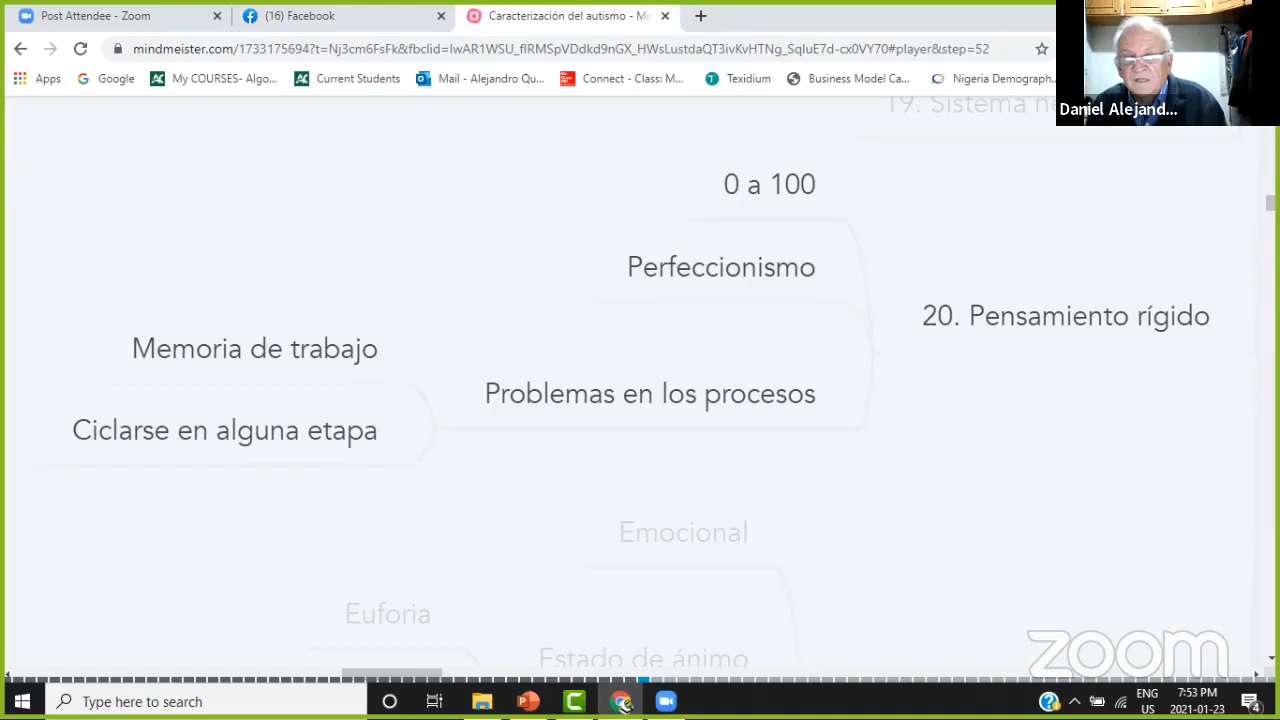 Post Attendee - Zoom
(16) Facebook
Caracterización del autismo - Mi
mindmeister.com/1733175694?t=Nj3cm6FsFk&fbclid=IwAR1WSU_flRMSpVDdkd9nGX_HWsLustdaQT3ivKvHTNg_SqluE7d-cx0VY70#player&step=52
Apps
Google
My COURSES- Algo...
Current Students
Mail - Alejandro Qu...
Connect - Class: M...
Texidium
Business Model Ca...
Nigeria Demograph...
Daniel Alejand...
19. Sistema
0 a 100
Perfeccionismo
20. Pensamiento rígido
Memoria de trabajo
Problemas en los procesos
Ciclarse en alguna etapa
Emocional
Euforia
Estado de ánimo
zoom
Type here to search
ENG
US
7:53 PM
2021-01-23
4